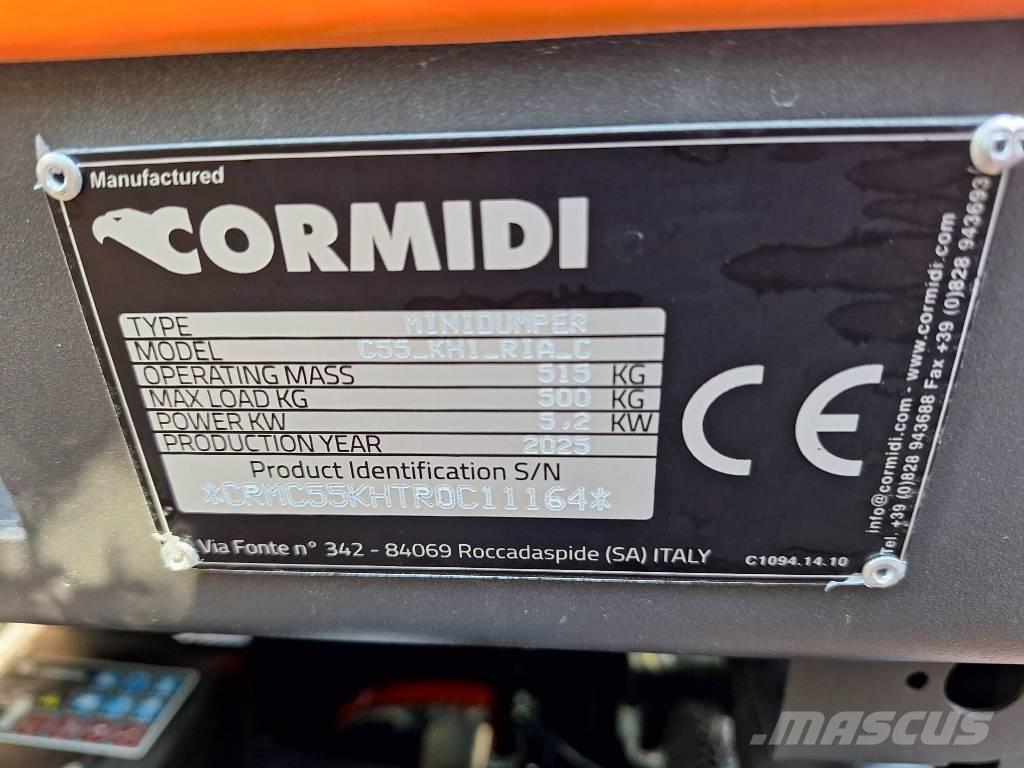 Manufactured
CORMIDI
TYPE MINIDUMPER
MODEL C55_KH1_RIA_C
OPERATING MASS 515 KG
MAX LOAD KG 500 KG
POWER KW 5,2 KW
PRODUCTION YEAR 2025
Product Identification S/N
*CRMC55KHTR0C11164*
Via Fonte n° 342 - 84069 Roccadaspide (SA) ITALY
C1094.14.10
CE
info@cormidi.com - www.cormidi.com
Tel, +39 (0)828 943688 Fax +39 (0)828 943693
MASCUS